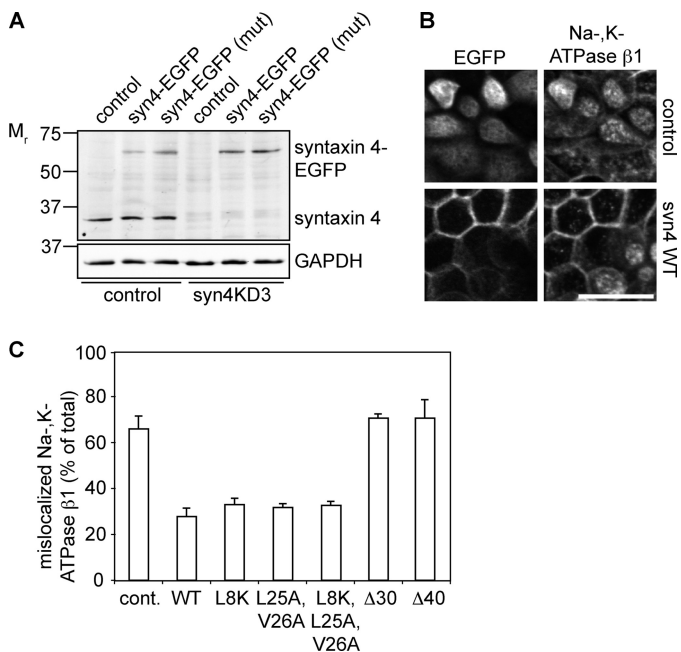 A
control
syn4-EGFP
syn4-EGFP (mut)
control
syn4-EGFP
syn4-EGFP (mut)
Mr
75
50
37
37
syntaxin 4-
EGFP
syntaxin 4
GAPDH
control
syn4KD3
B
EGFP
Na-,K-
ATPase β1
control
syn4 WT
C
mislocalized Na-,K-
ATPase β1 (% of total)
100
80
60
40
20
0
cont.
WT
L8K
L25A,
V26A
L8K,
L25A,
V26A
Δ30
Δ40